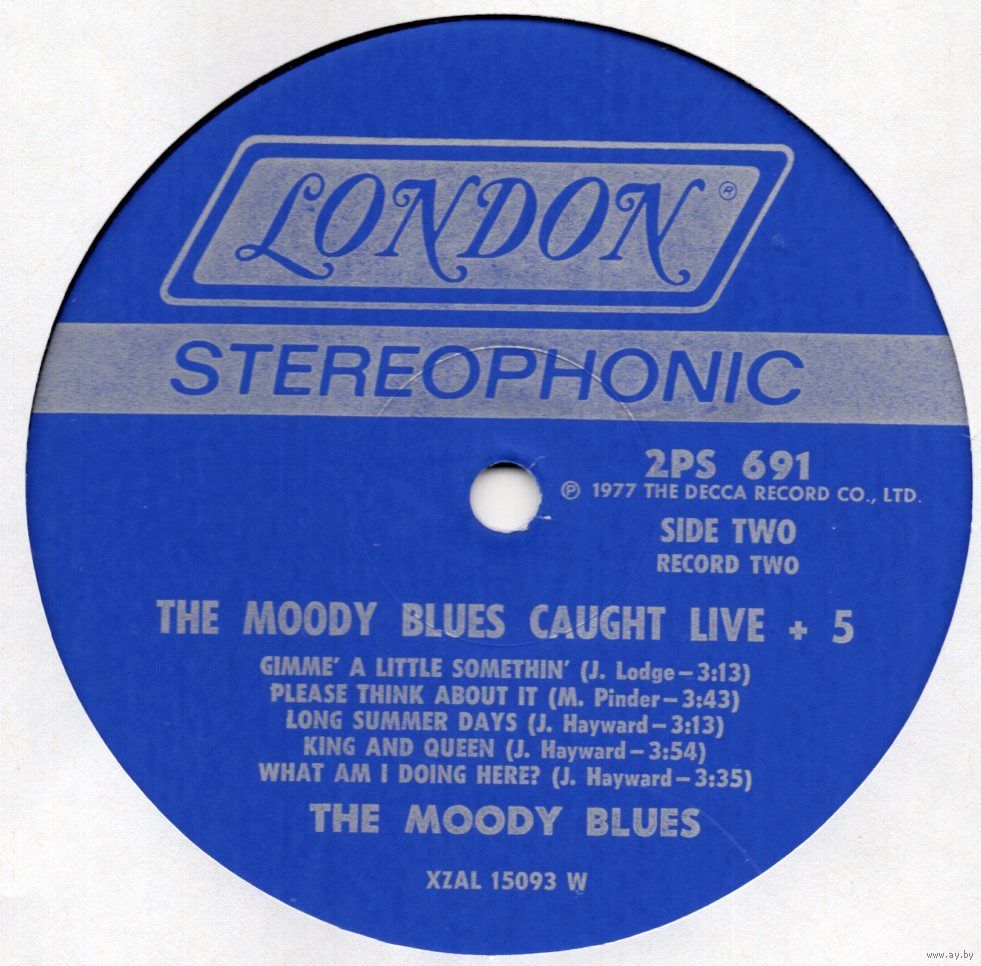 LONDON ®
STEREOPHONIC
2PS 691
℗ 1977 THE DECCA RECORD CO., LTD.
SIDE TWO
RECORD TWO
THE MOODY BLUES CAUGHT LIVE + 5
GIMME' A LITTLE SOMETHIN' (J. Lodge–3:13)
PLEASE THINK ABOUT IT (M. Pinder–3:43)
LONG SUMMER DAYS (J. Hayward–3:13)
KING AND QUEEN (J. Hayward–3:54)
WHAT AM I DOING HERE? (J. Hayward–3:35)
THE MOODY BLUES
XZAL 15093 W
www.ay.by